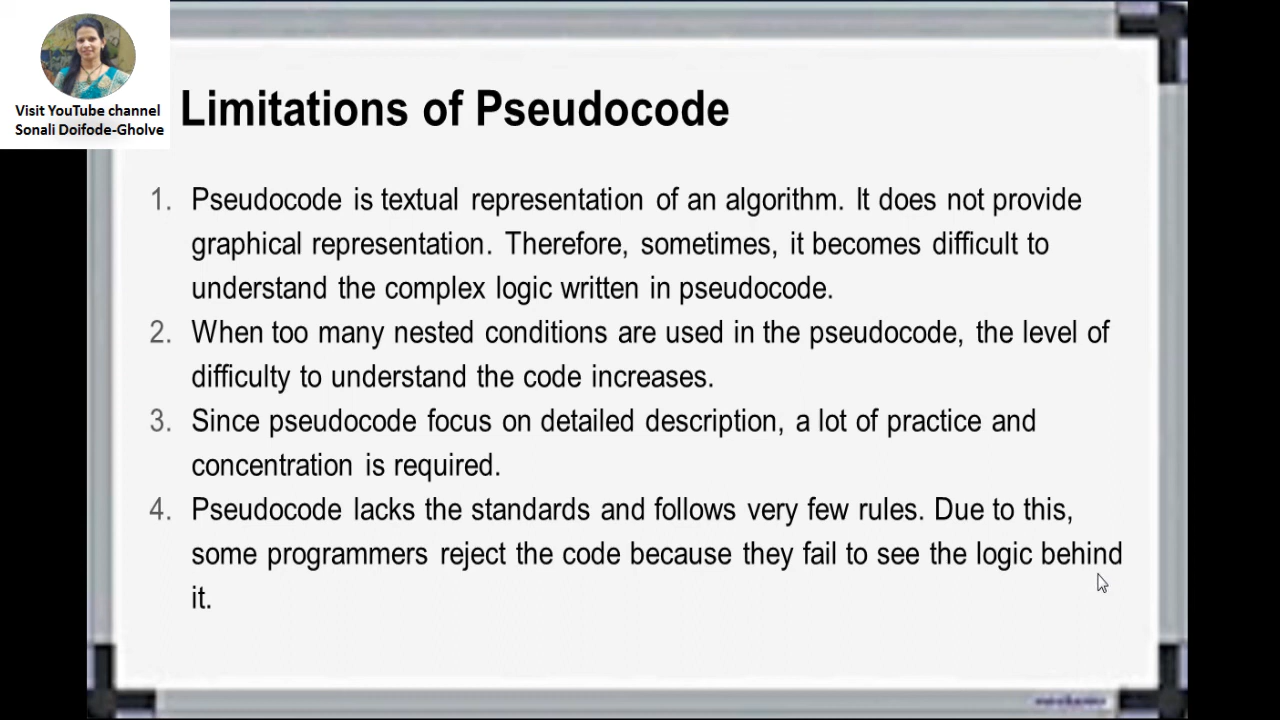 Visit YouTube channel
Sonali Doifode-Gholve
Limitations of Pseudocode
1. Pseudocode is textual representation of an algorithm. It does not provide
graphical representation. Therefore, sometimes, it becomes difficult to
understand the complex logic written in pseudocode.
2. When too many nested conditions are used in the pseudocode, the level of
difficulty to understand the code increases.
3. Since pseudocode focus on detailed description, a lot of practice and
concentration is required.
4. Pseudocode lacks the standards and follows very few rules. Due to this,
some programmers reject the code because they fail to see the logic behind
it.